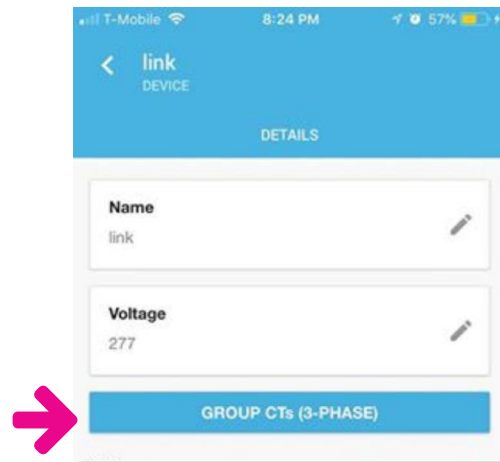 T-Mobile 8:24 PM 57%
link
DEVICE
DETAILS
Name
link
Voltage
277
GROUP CTs (3-PHASE)